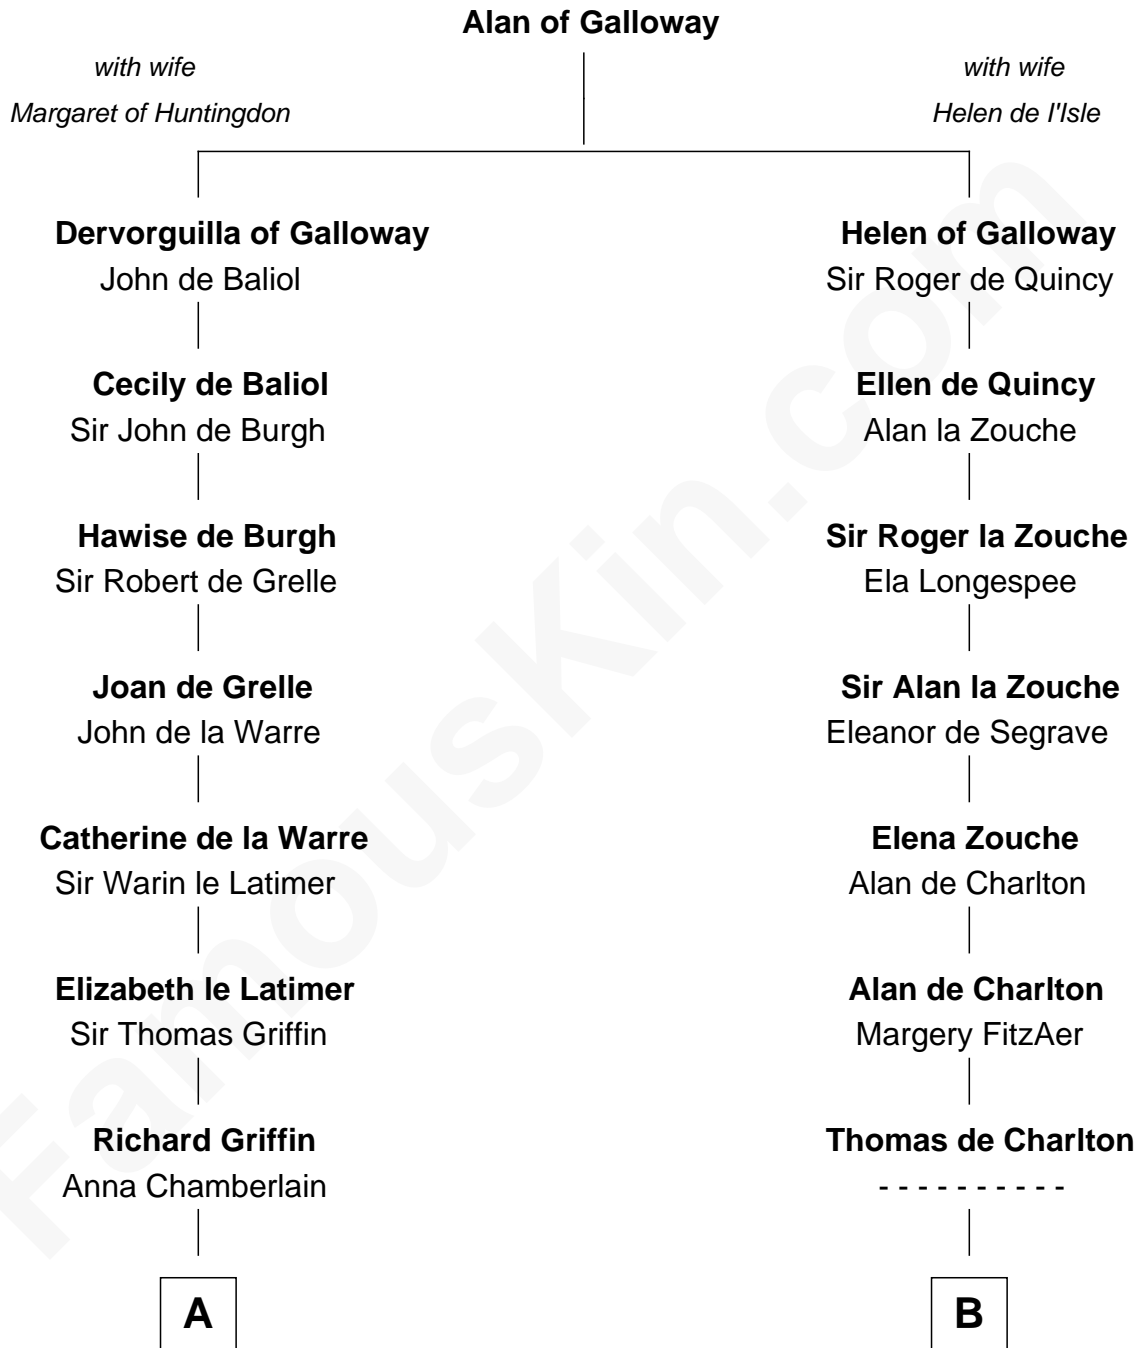 Alan of Galloway
with wife
Margaret of Huntingdon
with wife
Helen de I'Isle
Dervorguilla of Galloway
John de Baliol
Helen of Galloway
Sir Roger de Quincy
Cecily de Baliol
Sir John de Burgh
Ellen de Quincy
Alan la Zouche
Hawise de Burgh
Sir Robert de Grelle
Sir Roger la Zouche
Ela Longespee
Joan de Grelle
John de la Warre
Sir Alan la Zouche
Eleanor de Segrave
Catherine de la Warre
Sir Warin le Latimer
Elena Zouche
Alan de Charlton
Elizabeth le Latimer
Sir Thomas Griffin
Alan de Charlton
Margery FitzAer
Richard Griffin
Anna Chamberlain
Thomas de Charlton
- - - - - - - - - -
A
B
FamousKin.com